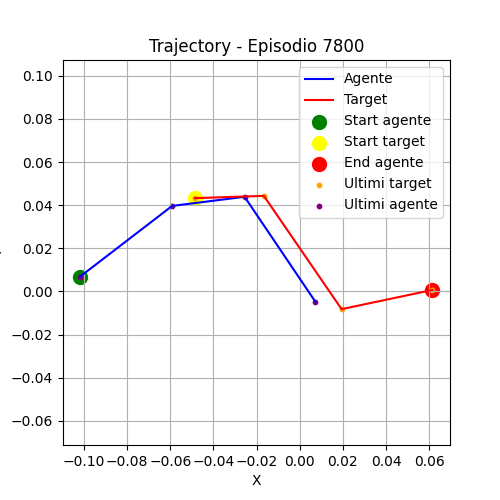 Trajectory - Episodio 7800
0.10
0.08
0.06
0.04
0.02
0.00
−0.02
−0.04
−0.06
Agente
Target
Start agente
Start target
End agente
Ultimi target
Ultimi agente
−0.10 −0.08 −0.06 −0.04 −0.02 0.00 0.02 0.04 0.06
X